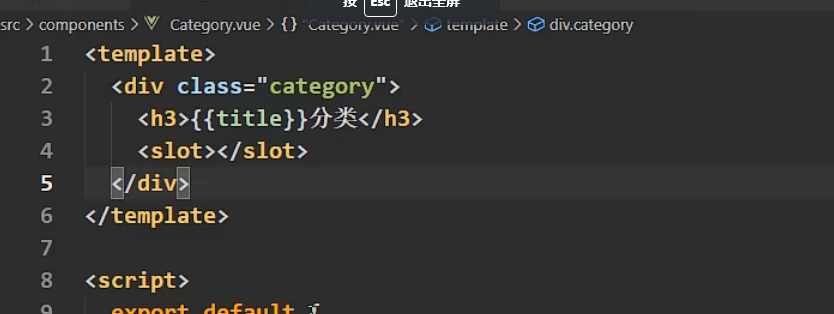 按 Esc 退出全屏
src > components > Category.vue > {} "Category.vue" > template > div.category
1 <template>
2 <div class="category">
3 <h3>{{title}}分类</h3>
4 <slot></slot>
5 </div>
6 </template>
7
8 <script>
9 export default {